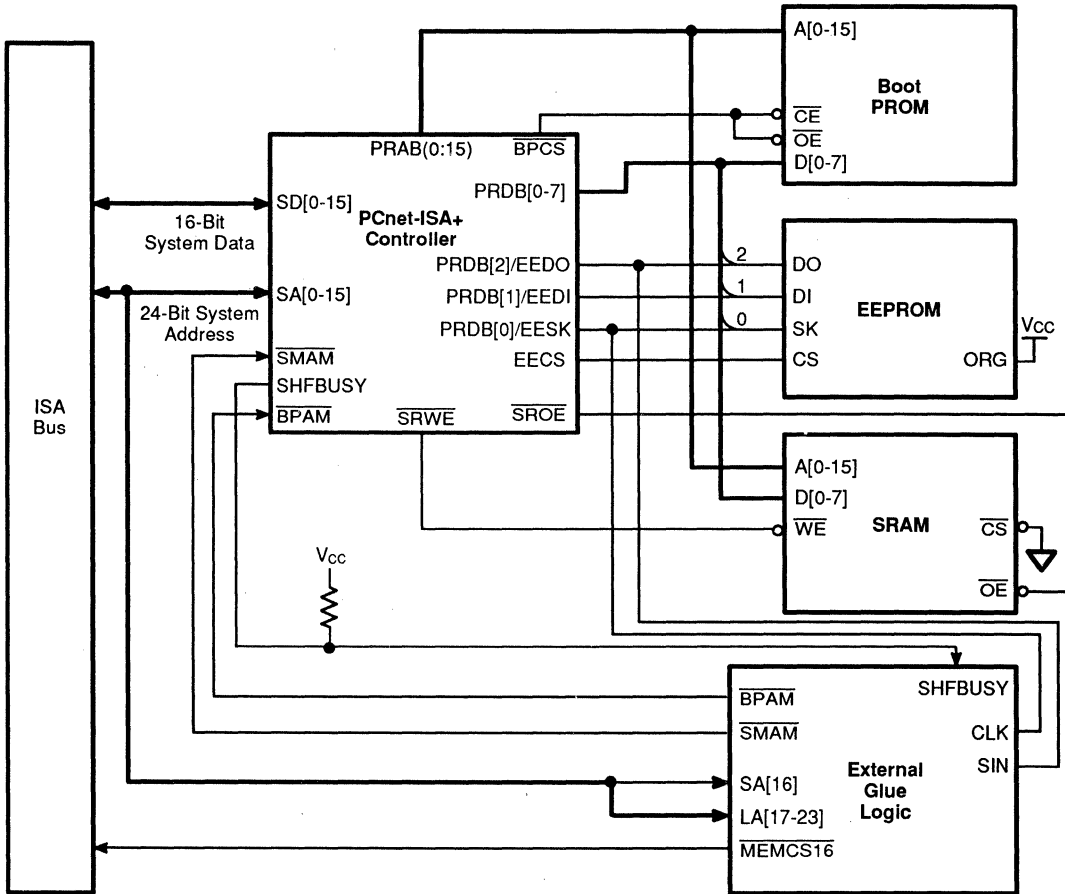 ISA
Bus
16-Bit
System Data
24-Bit System
Address
PRAB(0:15)
BPCS
SD[0-15]
PRDB[0-7]
PCnet-ISA+
Controller
PRDB[2]/EEDO
SA[0-15]
PRDB[1]/EEDI
PRDB[0]/EESK
SMAM
EECS
SHFBUSY
BPAM
SRWE
SROE
A[0-15]
Boot
PROM
CE
OE
D[0-7]
2
DO
1
DI
EEPROM
0
SK
VCC
CS
ORG
A[0-15]
D[0-7]
SRAM
WE
CS
OE
VCC
SHFBUSY
BPAM
SMAM
CLK
SIN
External
Glue
Logic
SA[16]
LA[17-23]
MEMCS16